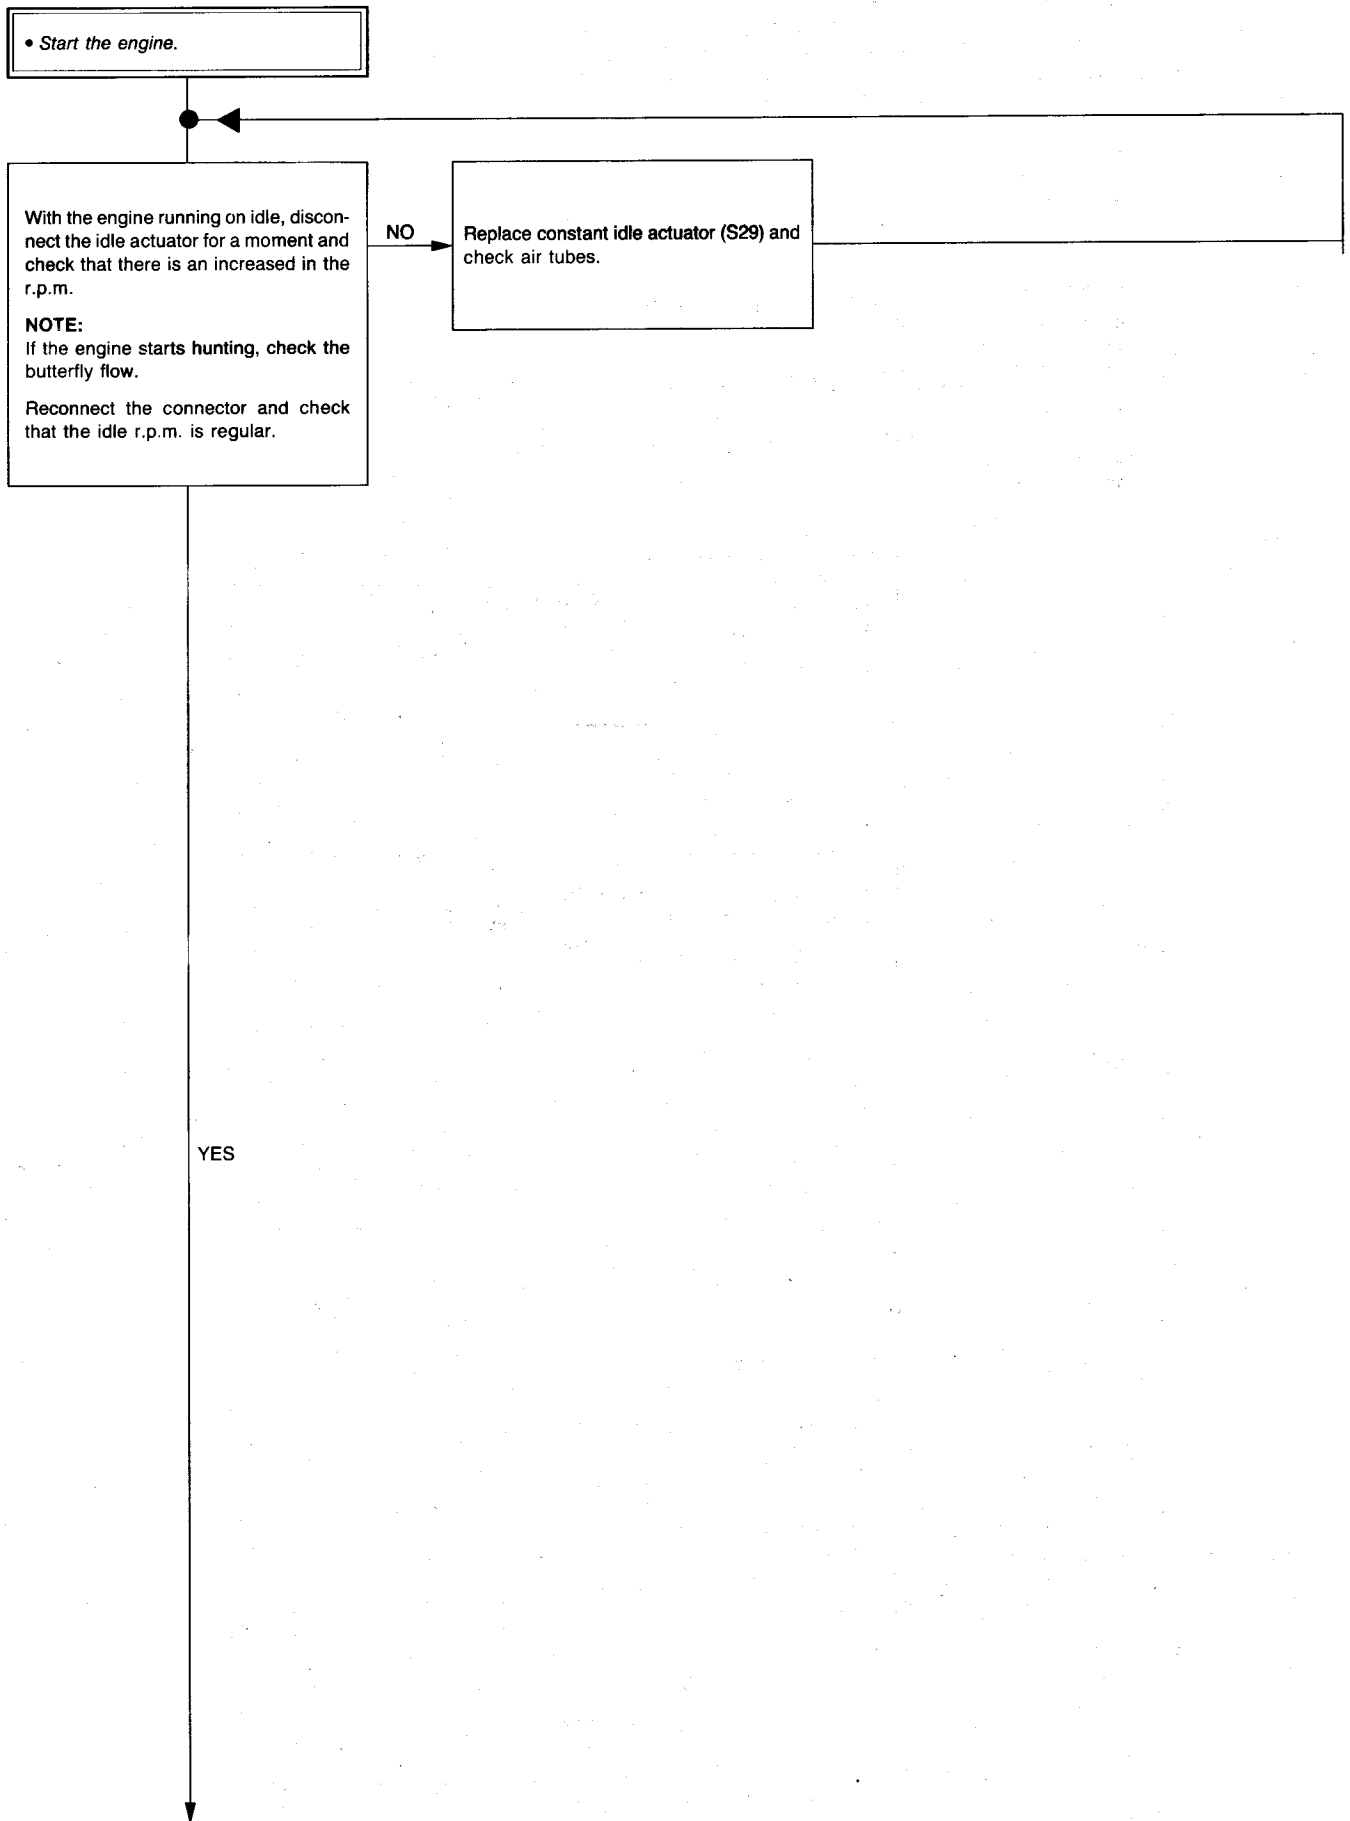 • Start the engine.
With the engine running on idle, discon-
nect the idle actuator for a moment and
check that there is an increased in the
r.p.m.
NOTE:
If the engine starts hunting, check the
butterfly flow.
Reconnect the connector and check
that the idle r.p.m. is regular.
NO
Replace constant idle actuator (S29) and
check air tubes.
YES